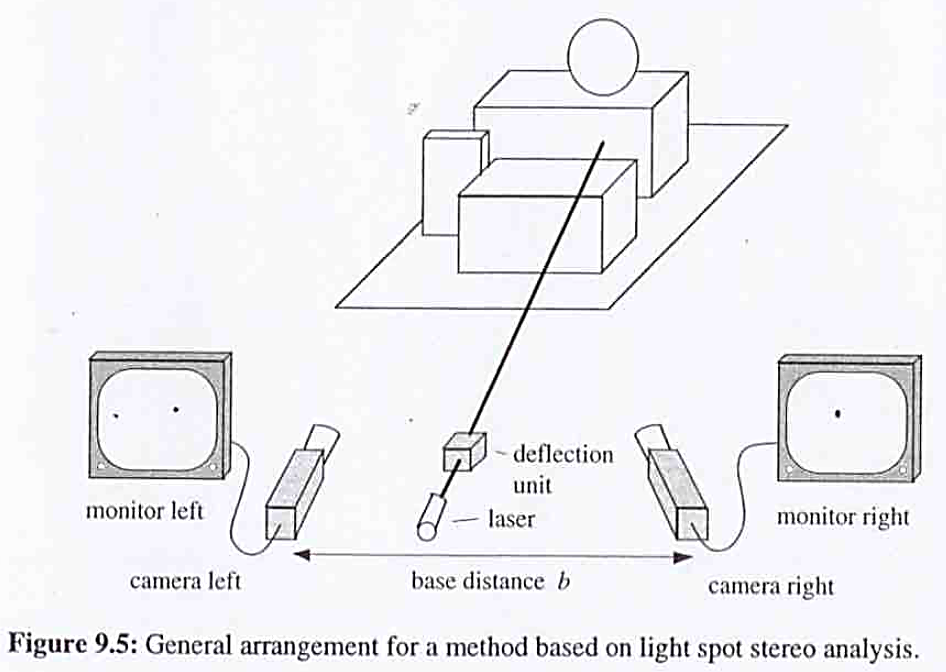 deflection
unit
monitor left
laser
monitor right
camera left
base distance b
camera right
Figure 9.5: General arrangement for a method based on light spot stereo analysis.